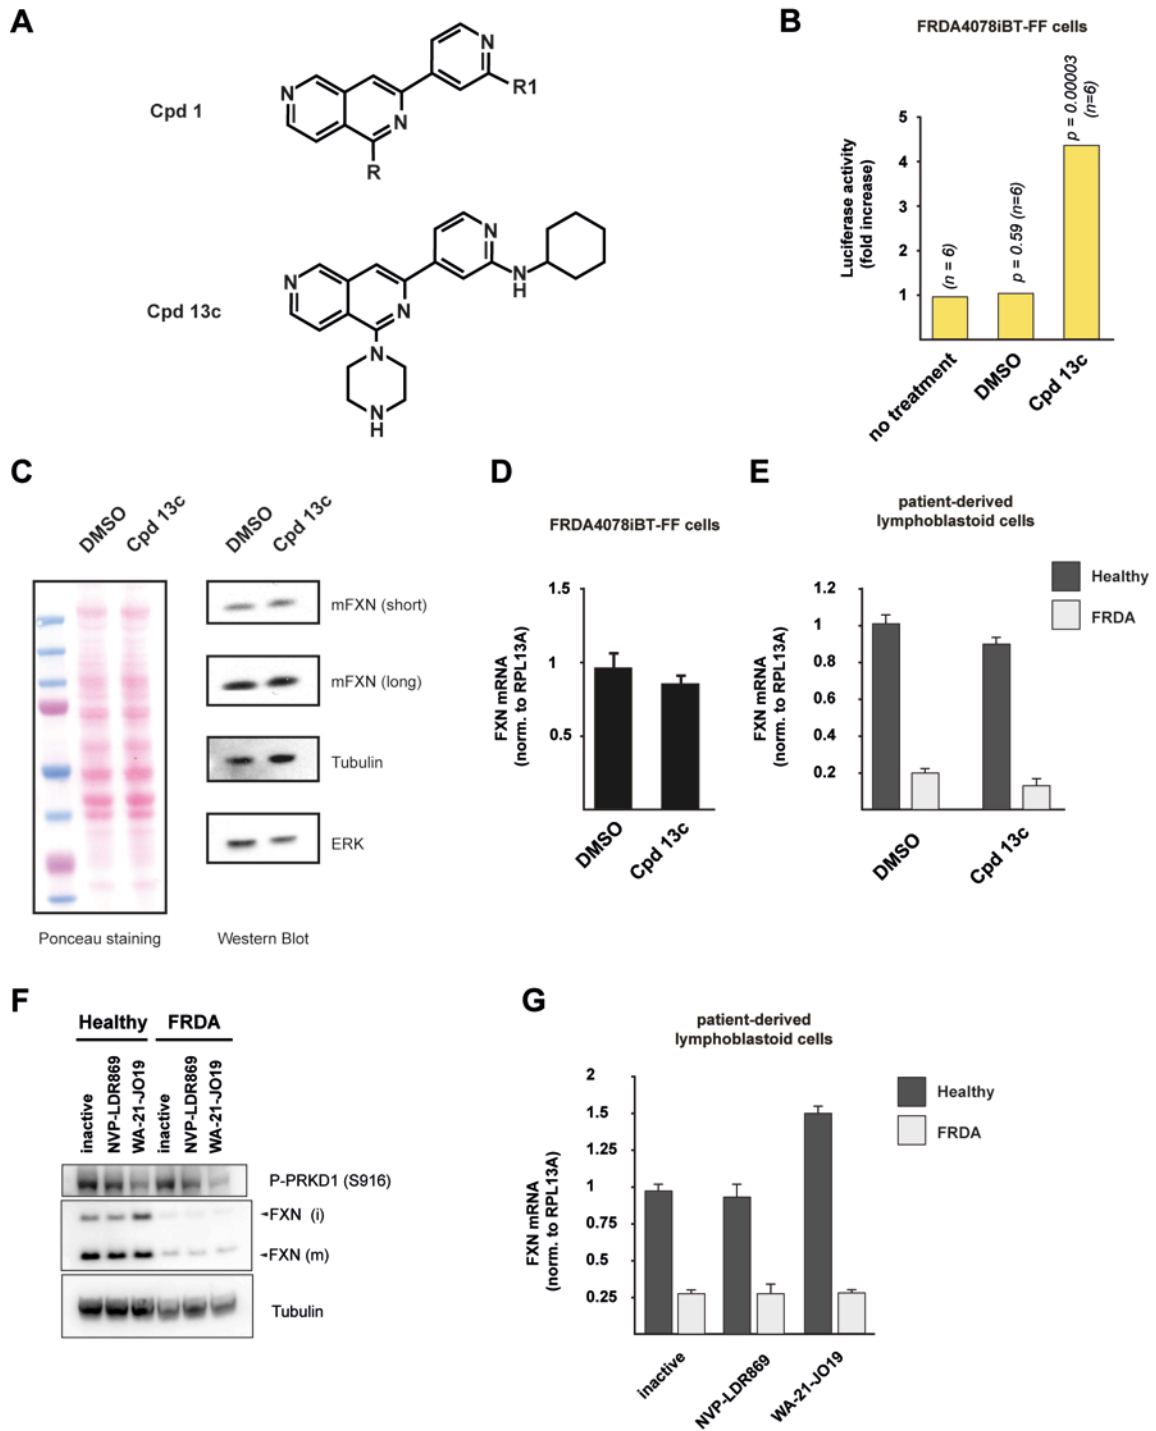 A
Cpd 1
N
N
N
R1
R
Cpd 13c
N
N
N
N
H
N
N
H
B
FRDA4078iBT-FF cells
Luciferase activity
(fold increase)
5
4
3
2
1
(n = 6)
p = 0.59 (n=6)
p = 0.00003
(n=6)
no treatment
DMSO
Cpd 13c
C
DMSO
Cpd 13c
DMSO
Cpd 13c
mFXN (short)
mFXN (long)
Tubulin
ERK
Ponceau staining
Western Blot
D
FRDA4078iBT-FF cells
FXN mRNA
(norm. to RPL13A)
1.5
1
0.5
DMSO
Cpd 13c
E
patient-derived
lymphoblastoid cells
Healthy
FRDA
FXN mRNA
(norm. to RPL13A)
1.2
1
0.8
0.6
0.4
0.2
DMSO
Cpd 13c
F
Healthy
FRDA
inactive
NVP-LDR869
WA-21-JO19
inactive
NVP-LDR869
WA-21-JO19
P-PRKD1 (S916)
FXN (i)
FXN (m)
Tubulin
G
patient-derived
lymphoblastoid cells
Healthy
FRDA
FXN mRNA
(norm. to RPL13A)
2
1.5
1.25
1
0.75
0.5
0.25
inactive
NVP-LDR869
WA-21-JO19